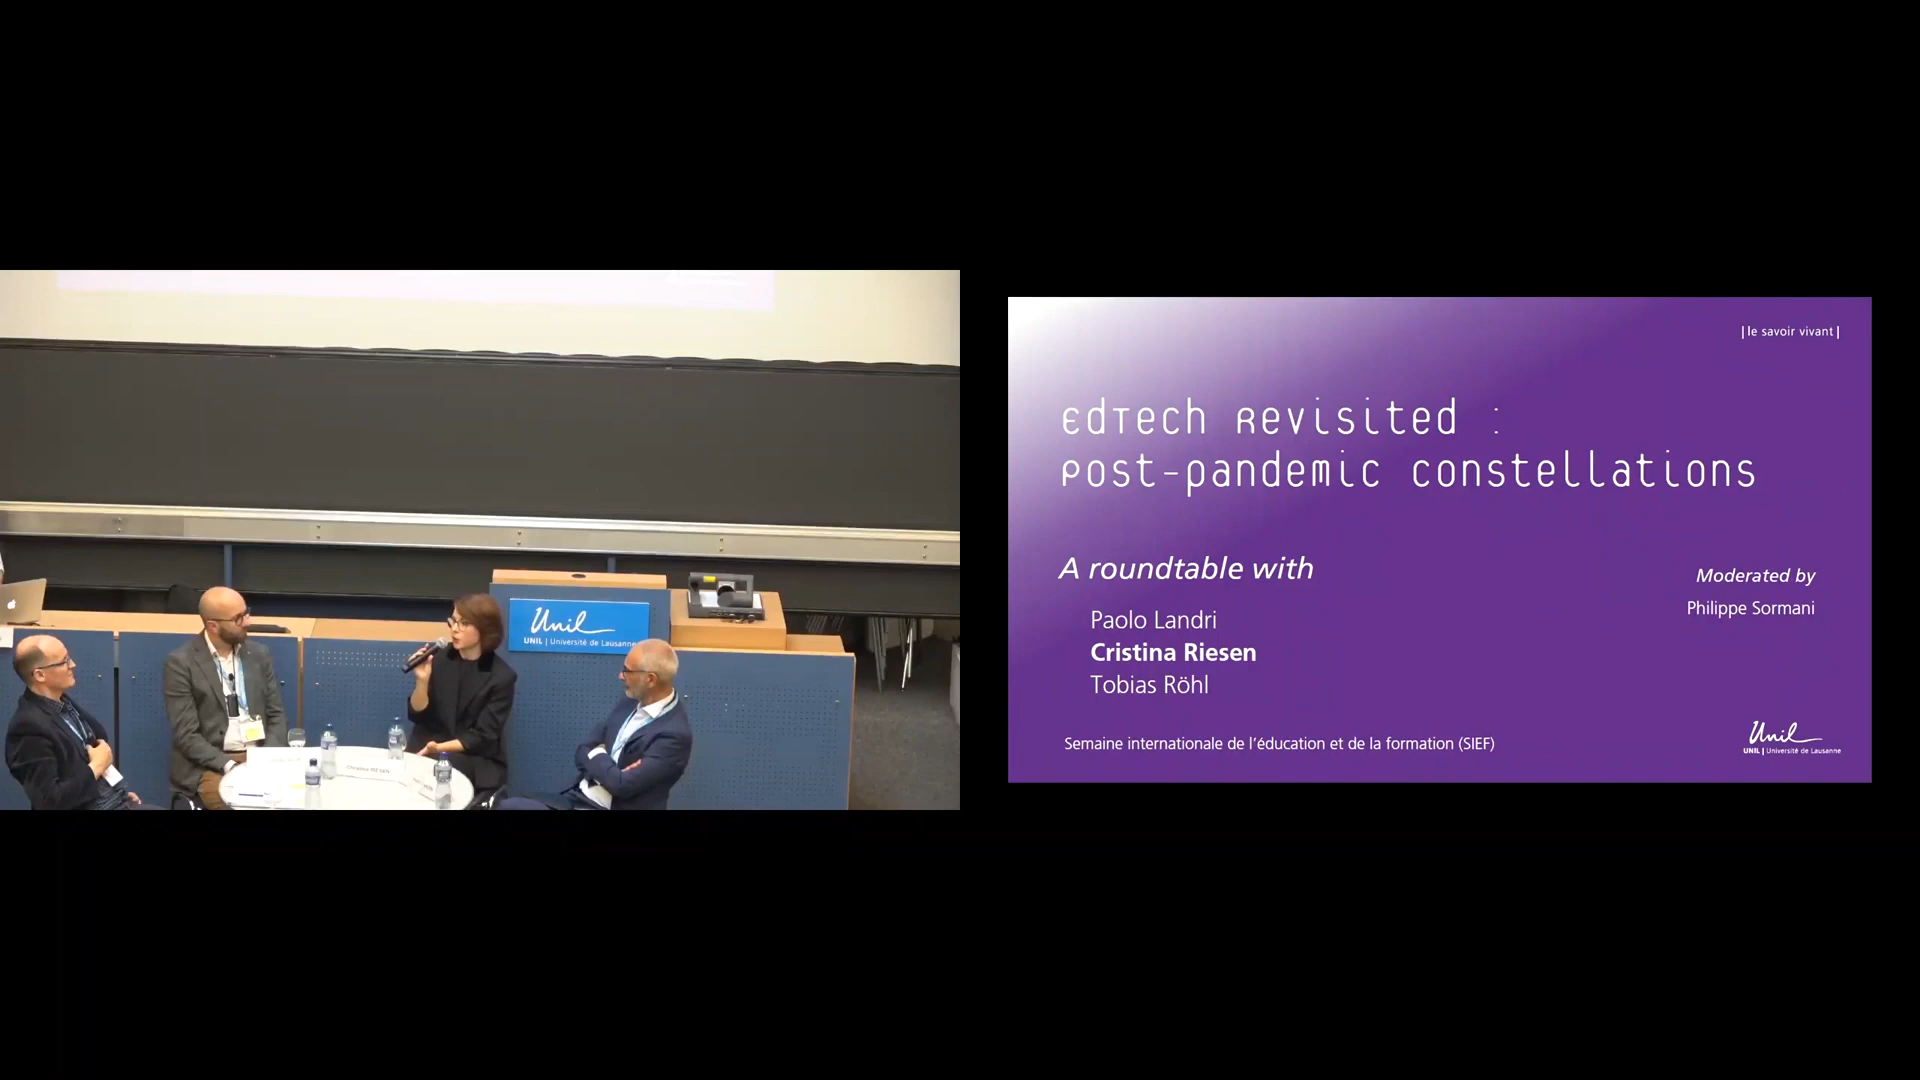 Unil
UNIL | Université de Lausanne
|le savoir vivant|
EdTech Revisited :
Post-pandemic constellations
A roundtable with
Paolo Landri
Cristina Riesen
Tobias Röhl
Moderated by
Philippe Sormani
Semaine internationale de l'éducation et de la formation (SIEF)
Unil
UNIL | Université de Lausanne